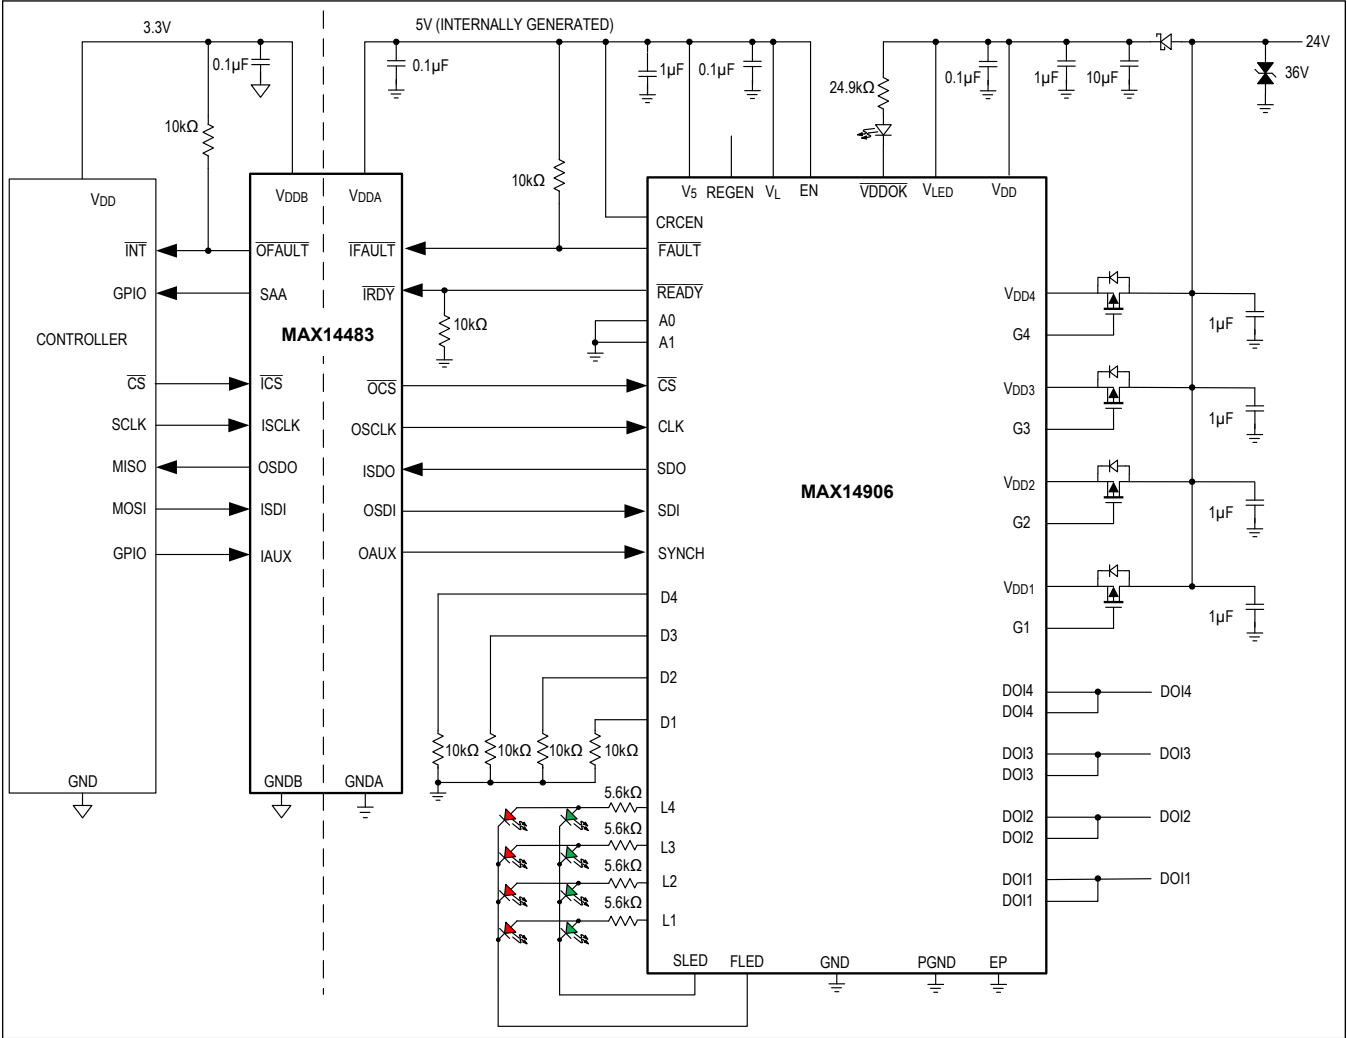 3.3V
5V (INTERNALLY GENERATED)
24V
0.1µF
0.1µF
1µF
0.1µF
24.9kΩ
0.1µF
1µF
10µF
36V
10kΩ
10kΩ
VDD
VDDB
VDDA
V5
REGEN
VL
EN
VDDOK
VLED
VDD
CRCEN
INT
OFAULT
IFAULT
FAULT
GPIO
SAA
IRDY
READY
VDD4
1µF
10kΩ
A0
A1
G4
CONTROLLER
MAX14483
CS
ICS
OCS
CS
VDD3
1µF
SCLK
ISCLK
OSCLK
CLK
G3
MISO
OSDO
ISDO
SDO
VDD2
MAX14906
MOSI
ISDI
OSDI
SDI
G2
1µF
GPIO
IAUX
OAUX
SYNCH
D4
VDD1
1µF
D3
G1
D2
D1
DOI4
DOI4
DOI4
10kΩ
10kΩ
10kΩ
10kΩ
DOI3
DOI3
DOI3
GND
GNDB
GNDA
5.6kΩ
L4
DOI2
DOI2
DOI2
5.6kΩ
L3
5.6kΩ
L2
DOI1
DOI1
DOI1
5.6kΩ
L1
SLED
FLED
GND
PGND
EP